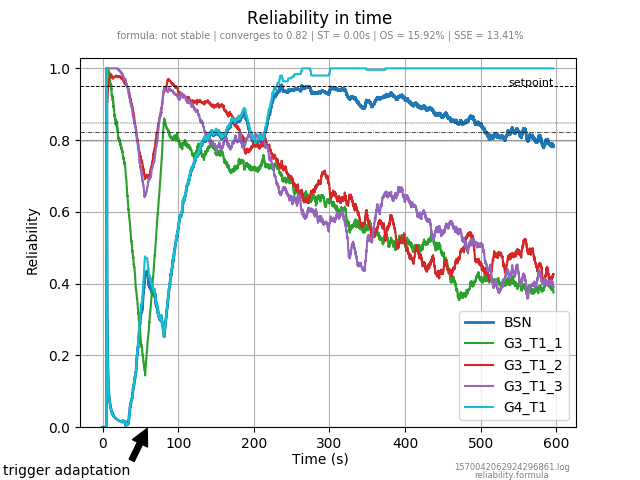 Reliability in time
formula: not stable | converges to 0.82 | ST = 0.00s | OS = 15.92% | SSE = 13.41%
1.0
setpoint
0.8
0.6
0.4
0.2
0.0
Reliability
BSN
G3_T1_1
G3_T1_2
G3_T1_3
G4_T1
0 100 200 300 400 500 600
Time (s)
trigger adaptation
1570042062924296861.log
reliability.formula